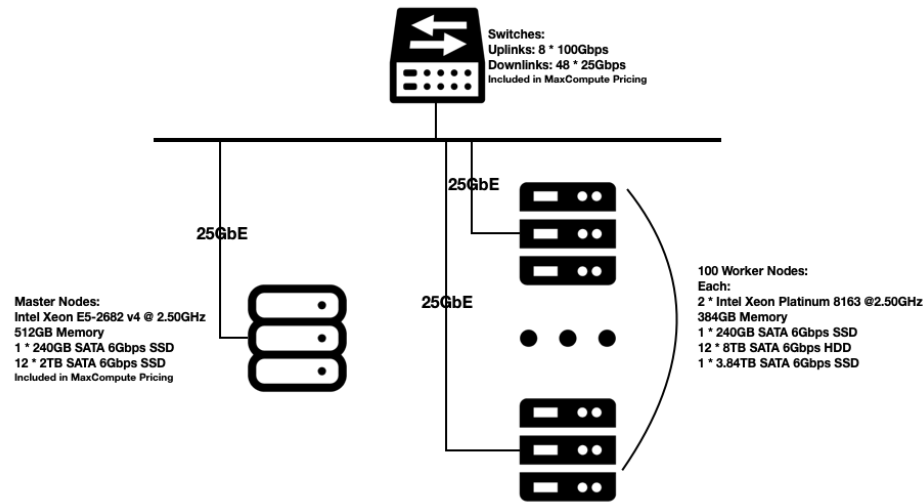 Switches:
Uplinks: 8 * 100Gbps
Downlinks: 48 * 25Gbps
Included in MaxCompute Pricing
25GbE
25GbE
25GbE
Master Nodes:
Intel Xeon E5-2682 v4 @ 2.50GHz
512GB Memory
1 * 240GB SATA 6Gbps SSD
12 * 2TB SATA 6Gbps SSD
Included in MaxCompute Pricing
100 Worker Nodes:
Each:
2 * Intel Xeon Platinum 8163 @2.50GHz
384GB Memory
1 * 240GB SATA 6Gbps SSD
12 * 8TB SATA 6Gbps HDD
1 * 3.84TB SATA 6Gbps SSD